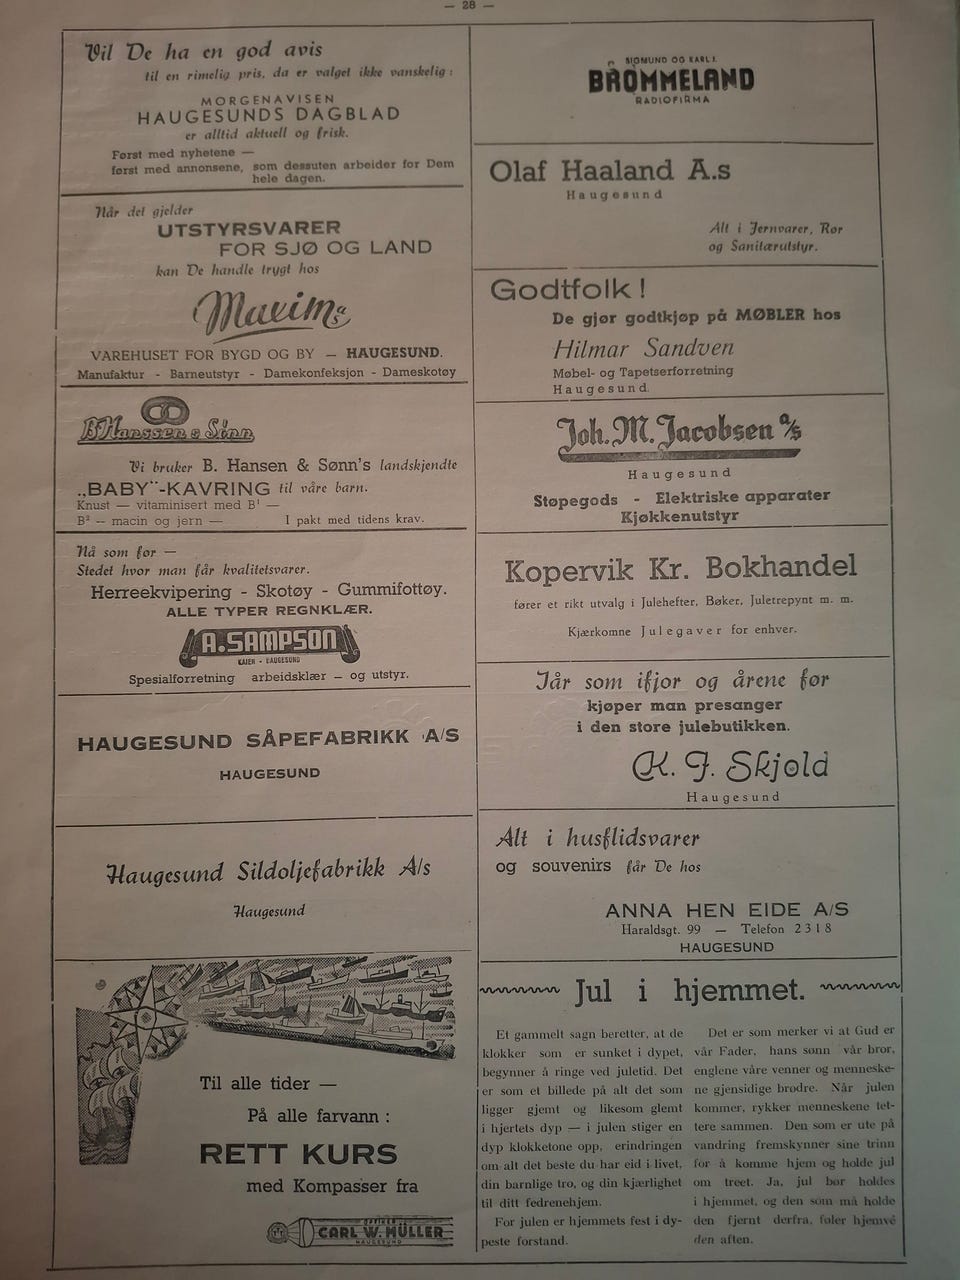 — 28 —
Vil De ha en god avis
til en rimelig pris, da er valget ikke vanskelig:
MORGENAVISEN
HAUGESUNDS DAGBLAD
er alltid aktuell og frisk.
Først med nyhetene —
først med annonsene, som dessuten arbeider for Dem
hele dagen.
Når det gjelder
UTSTYRSVARER
FOR SJØ OG LAND
kan De handle trygt hos
Maxims
VAREHUSET FOR BYGD OG BY — HAUGESUND.
Manufaktur - Barneutstyr - Damekonfeksjon - Dameskotøy
B. Hanssen & Sønn
Vi bruker B. Hansen & Sønn's landskjendte
„BABY"-KAVRING til våre barn.
Knust — vitaminisert med B¹ —
B² -- macin og jern — I pakt med tidens krav.
Nå som før —
Stedet hvor man får kvalitetsvarer.
Herreekvipering - Skotøy - Gummifottøy.
ALLE TYPER REGNKLÆR.
A. SAMPSON
KAIEN - HAUGESUND
Spesialforretning arbeidsklær — og utstyr.
HAUGESUND SÅPEFABRIKK A/S
HAUGESUND
Haugesund Sildoljefabrikk A/s
Haugesund
Til alle tider —
På alle farvann :
RETT KURS
med Kompasser fra
OPTIKER
CARL W. MÜLLER
HAUGESUND
SIGMUND OG KARL I.
BRØMMELAND
RADIOFIRMA
Olaf Haaland A.s
Haugesund
Alt i Jernvarer, Rør
og Sanitærutstyr.
Godtfolk !
De gjør godtkjøp på MØBLER hos
Hilmar Sandven
Møbel- og Tapetserforretning
Haugesund.
Joh. M. Jacobsen A/S
Haugesund
Støpegods - Elektriske apparater
Kjøkkenutstyr
Kopervik Kr. Bokhandel
fører et rikt utvalg i Julehefter, Bøker, Juletrepynt m. m.
Kjærkomne Julegaver for enhver.
Iår som ifjor og årene før
kjøper man presanger
i den store julebutikken.
K. J. Skjold
Haugesund
Alt i husflidsvarer
og souvenirs får De hos
ANNA HEN EIDE A/S
Haraldsgt. 99 — Telefon 2318
HAUGESUND
Jul i hjemmet.
Et gammelt sagn beretter, at de
klokker som er sunket i dypet,
begynner å ringe ved juletid. Det
er som et billede på alt det som
ligger gjemt og likesom glemt
i hjertets dyp — i julen stiger en
dyp klokketone opp, erindringen
om alt det beste du har eid i livet,
din barnlige tro, og din kjærlighet
til ditt fedrenehjem.
For julen er hjemmets fest i dy-
peste forstand.
Det er som merker vi at Gud er
vår Fader, hans sønn vår bror,
englene våre venner og menneske-
ne gjensidige brødre. Når julen
kommer, rykker menneskene tet-
tere sammen. Den som er ute på
vandring fremskynner sine trinn
for å komme hjem og holde jul
om treet. Ja, jul bør holdes
i hjemmet, og den som må holde
den fjernt derfra, føler hjemvé
den aften.